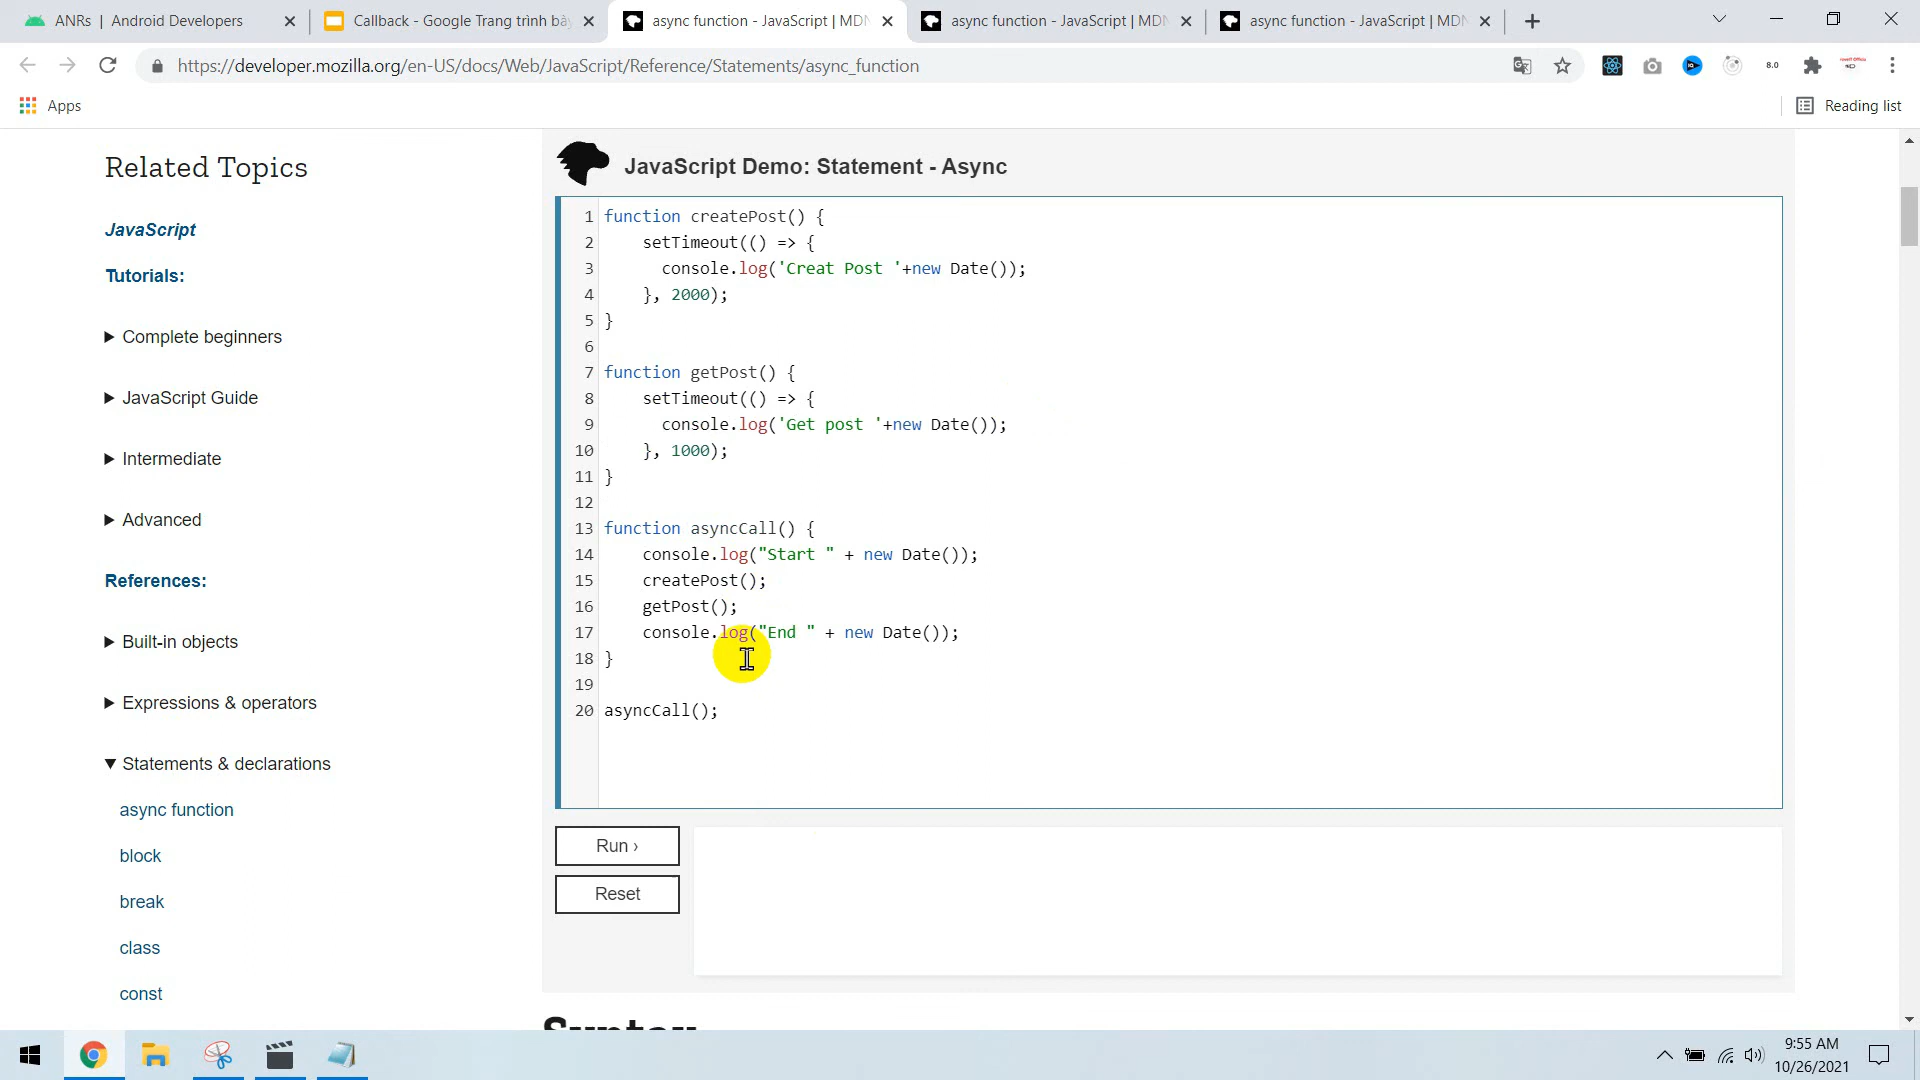 ANRs | Android Developers
Callback - Google Trang trình bày
async function - JavaScript | MDN
async function - JavaScript | MDN
async function - JavaScript | MDN
https://developer.mozilla.org/en-US/docs/Web/JavaScript/Reference/Statements/async_function
8.0
Apps
Reading list
Related Topics
JavaScript
Tutorials:
Complete beginners
JavaScript Guide
Intermediate
Advanced
References:
Built-in objects
Expressions & operators
Statements & declarations
async function
block
break
class
const
JavaScript Demo: Statement - Async
1 function createPost() {
2 setTimeout(() => {
3 console.log('Creat Post '+new Date());
4 }, 2000);
5 }
6
7 function getPost() {
8 setTimeout(() => {
9 console.log('Get post '+new Date());
10 }, 1000);
11 }
12
13 function asyncCall() {
14 console.log("Start " + new Date());
15 createPost();
16 getPost();
17 console.log("End " + new Date());
18 }
19
20 asyncCall();
Run ›
Reset
Syntax
9:55 AM
10/26/2021